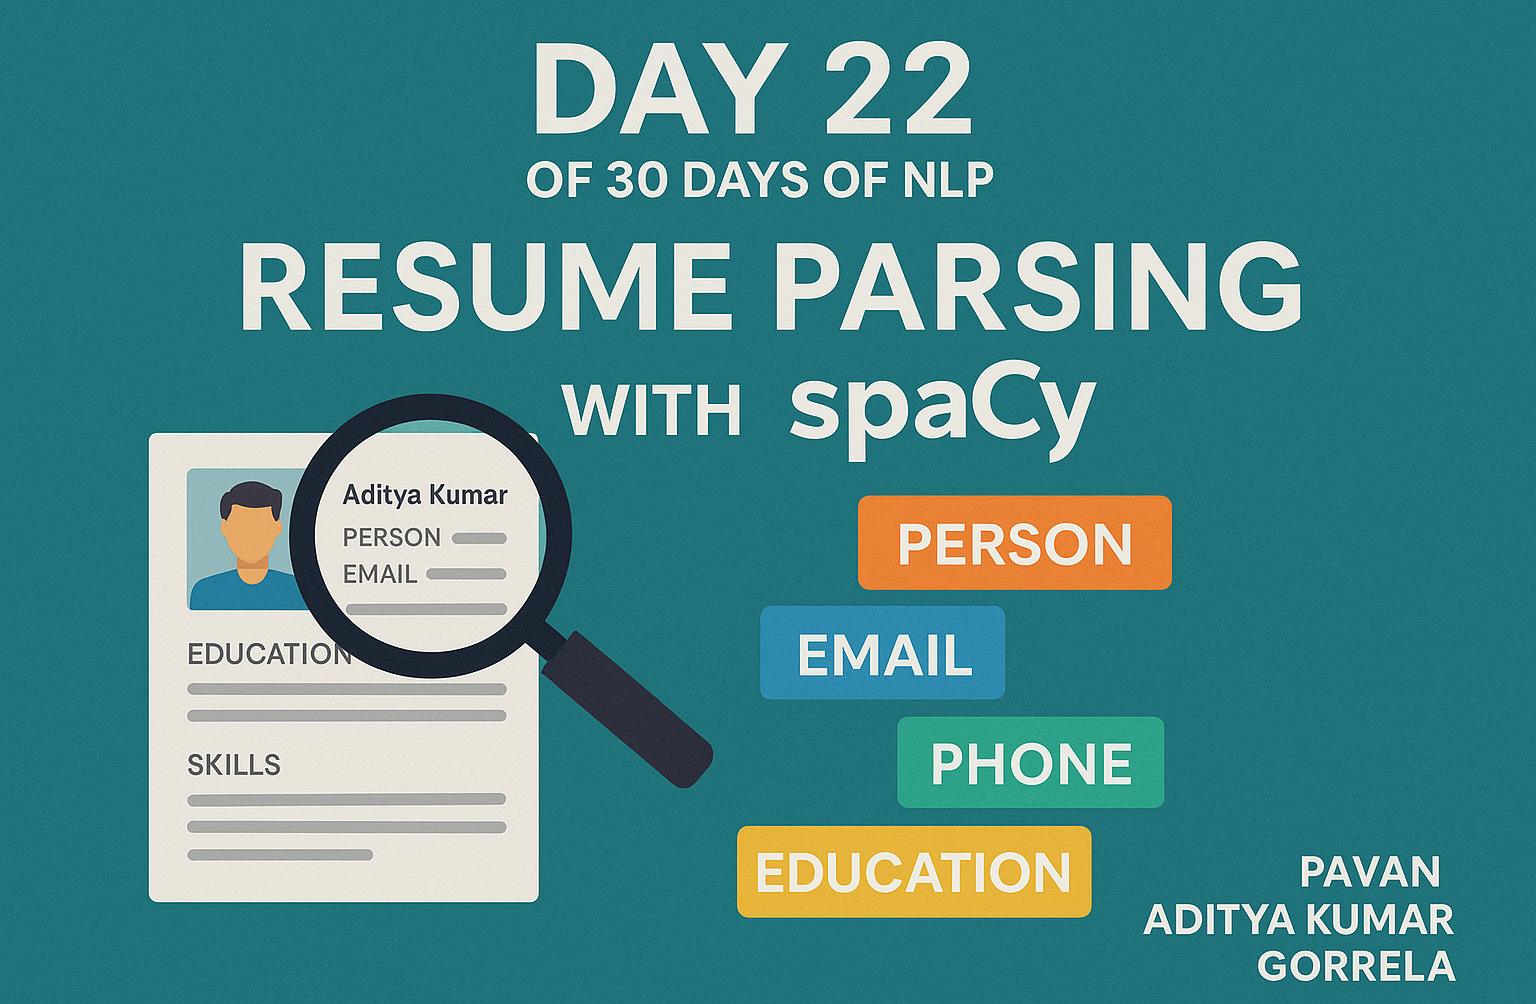 DAY 22
OF 30 DAYS OF NLP
RESUME PARSING
WITH spaCy
Aditya Kumar
PERSON
EMAIL
EDUCATION
SKILLS
PERSON
EMAIL
PHONE
EDUCATION
PAVAN
ADITYA KUMAR
GORRELA